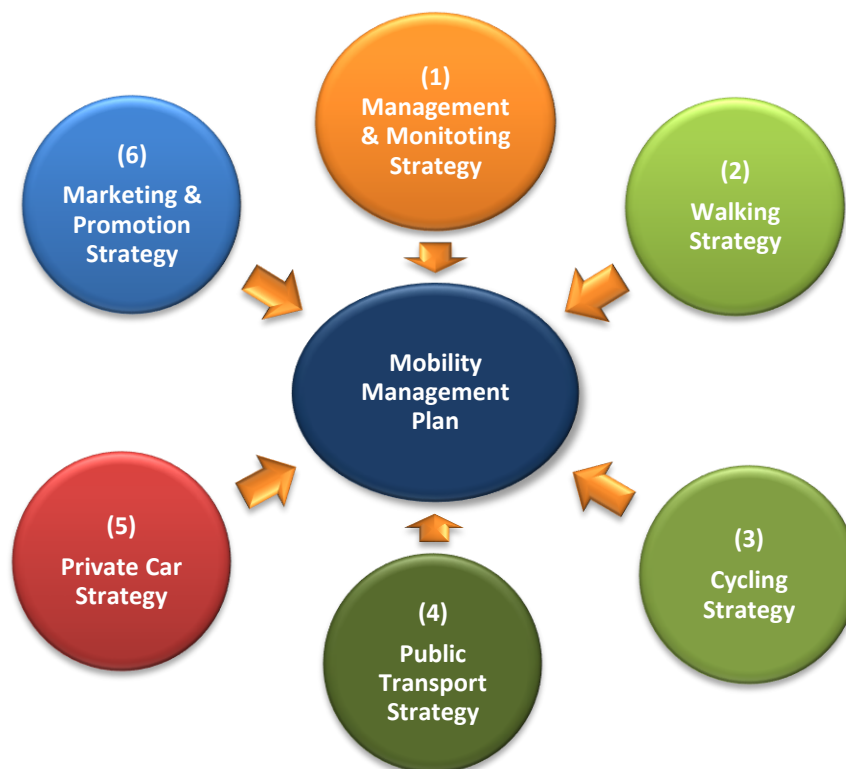 (1)
Management
& Monitoting
Strategy
(2)
Walking
Strategy
(3)
Cycling
Strategy
(4)
Public
Transport
Strategy
(5)
Private Car
Strategy
(6)
Marketing &
Promotion
Strategy
Mobility
Management
Plan